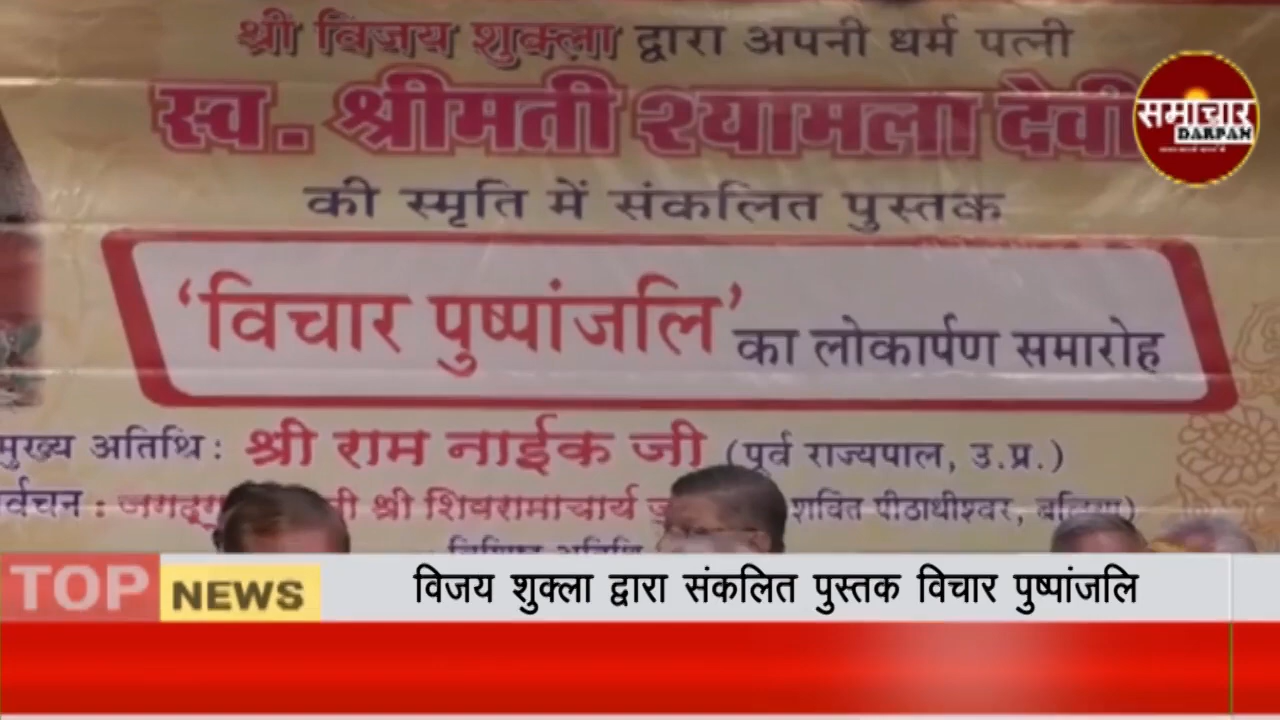 श्री विजय शुक्ला द्वारा अपनी धर्म पत्नी
स्व. श्रीमती श्यामला देवी
समाचार
DARPAN
की स्मृति में संकलित पुस्तक
'विचार पुष्पांजलि' का लोकार्पण समारोह
मुख्य अतिथि : श्री राम नाईक जी (पूर्व राज्यपाल, उ.प्र.)
श्री शिवरामाचार्य पीठाधीश्वर,
TOP NEWS
विजय शुक्ला द्वारा संकलित पुस्तक विचार पुष्पांजलि